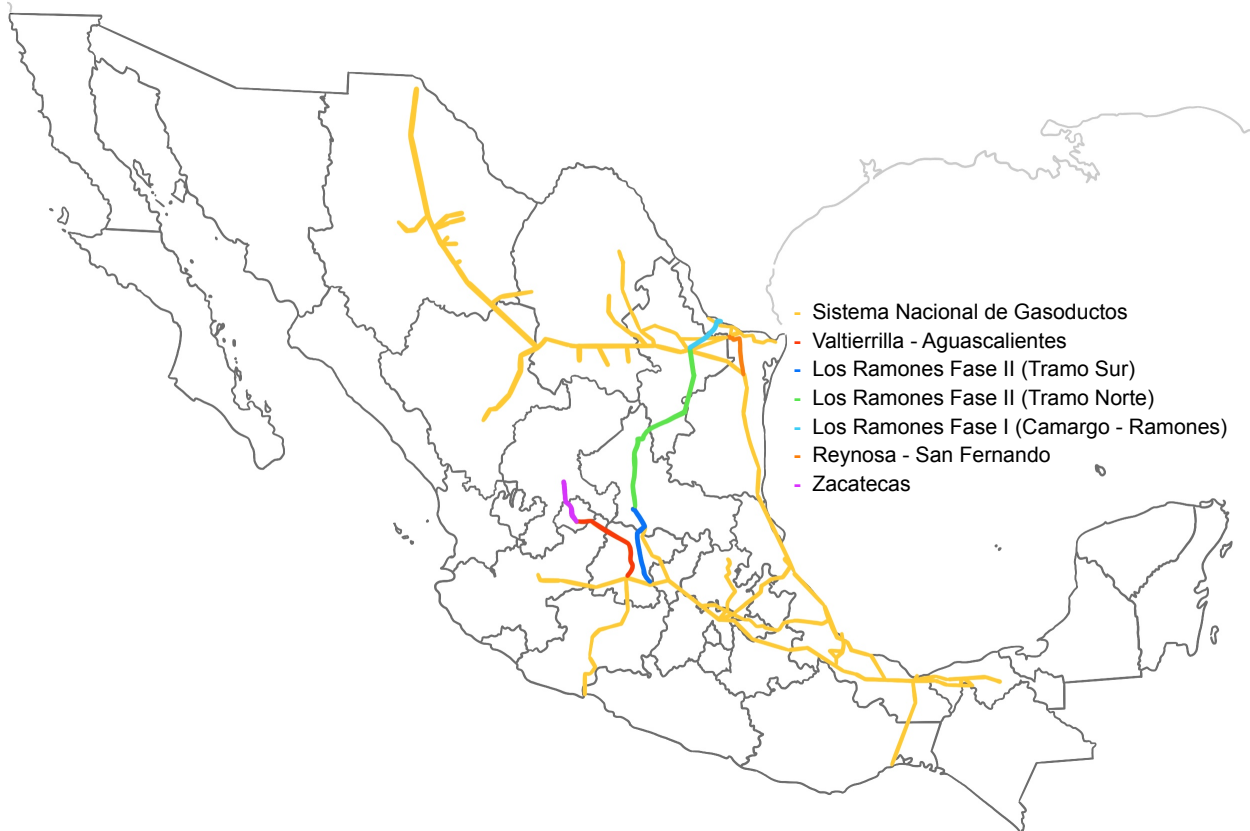 Sistema Nacional de Gasoductos
Valtierrilla - Aguascalientes
Los Ramones Fase II (Tramo Sur)
Los Ramones Fase II (Tramo Norte)
Los Ramones Fase I (Camargo - Ramones)
Reynosa - San Fernando
Zacatecas